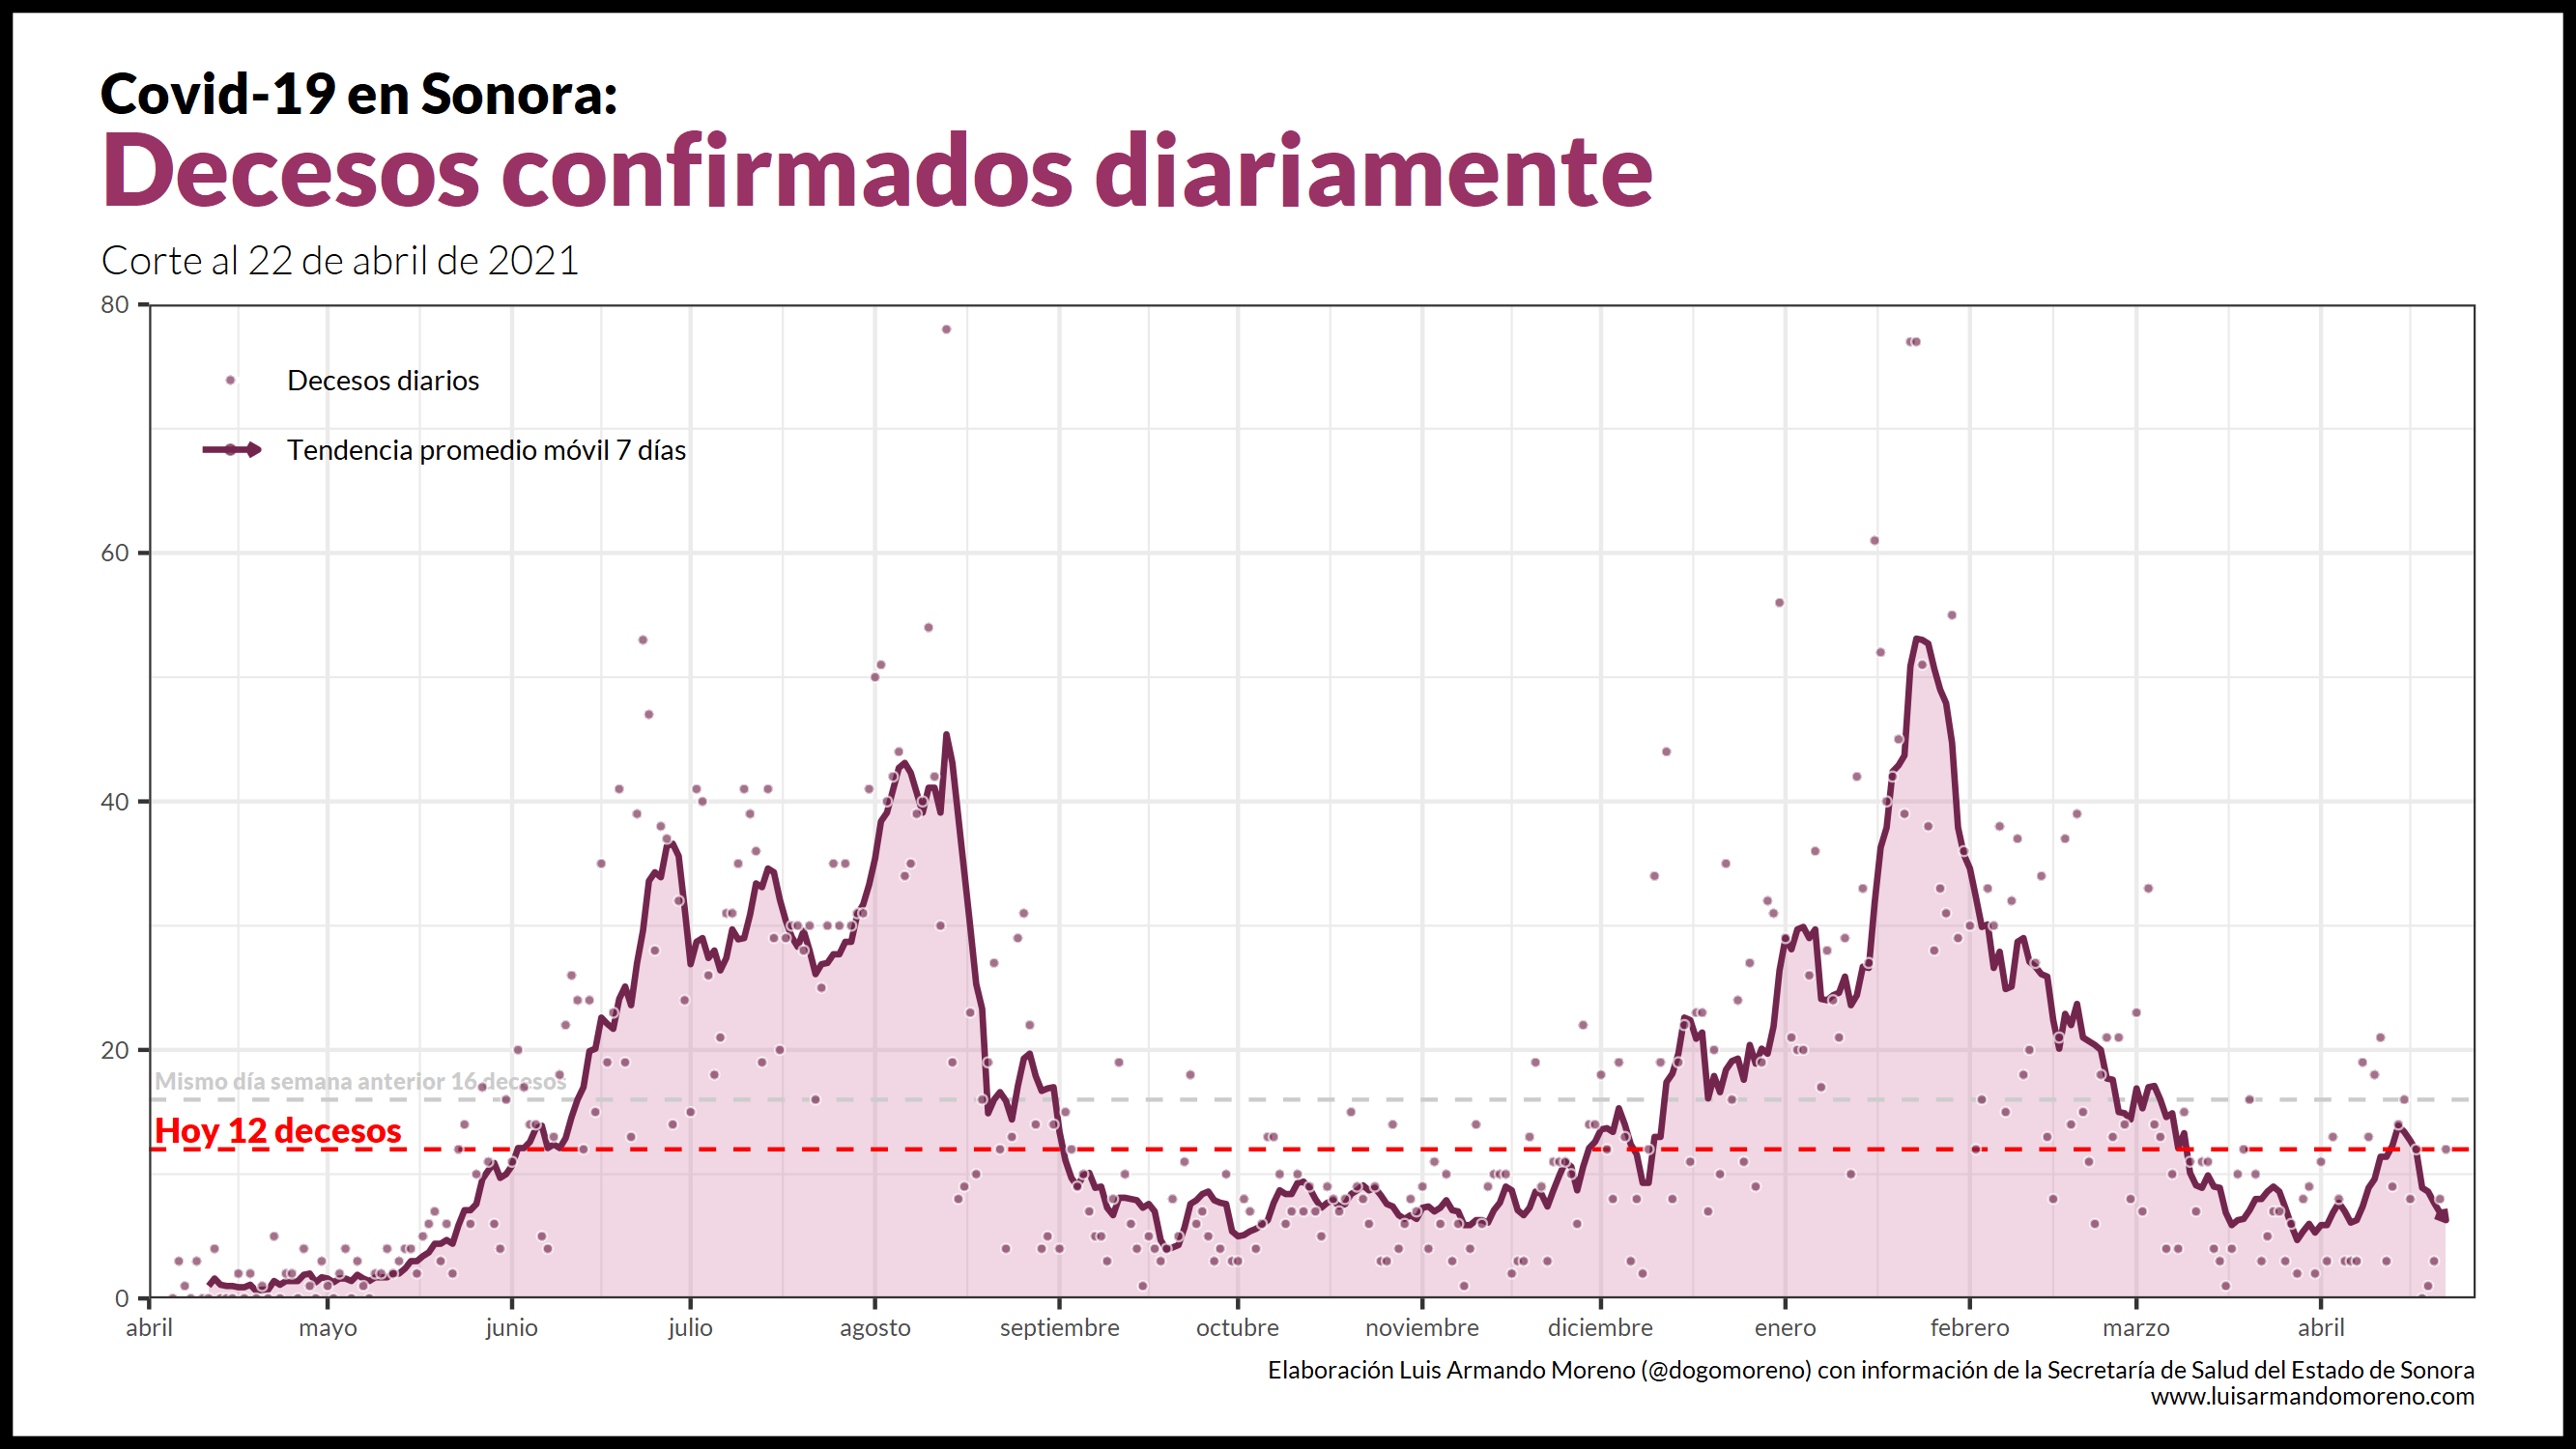 Covid-19 en Sonora:
Decesos confirmados diariamente
Corte al 22 de abril de 2021
80
Decesos diarios
Tendencia promedio móvil 7 días
60
40
20
Mismo día semana anterior 16 decesos
Hoy 12 decesos
0
abril mayo junio julio agosto septiembre octubre noviembre diciembre enero febrero marzo abril
Elaboración Luis Armando Moreno (@dogomoreno) con información de la Secretaría de Salud del Estado de Sonora
www.luisarmandomoreno.com